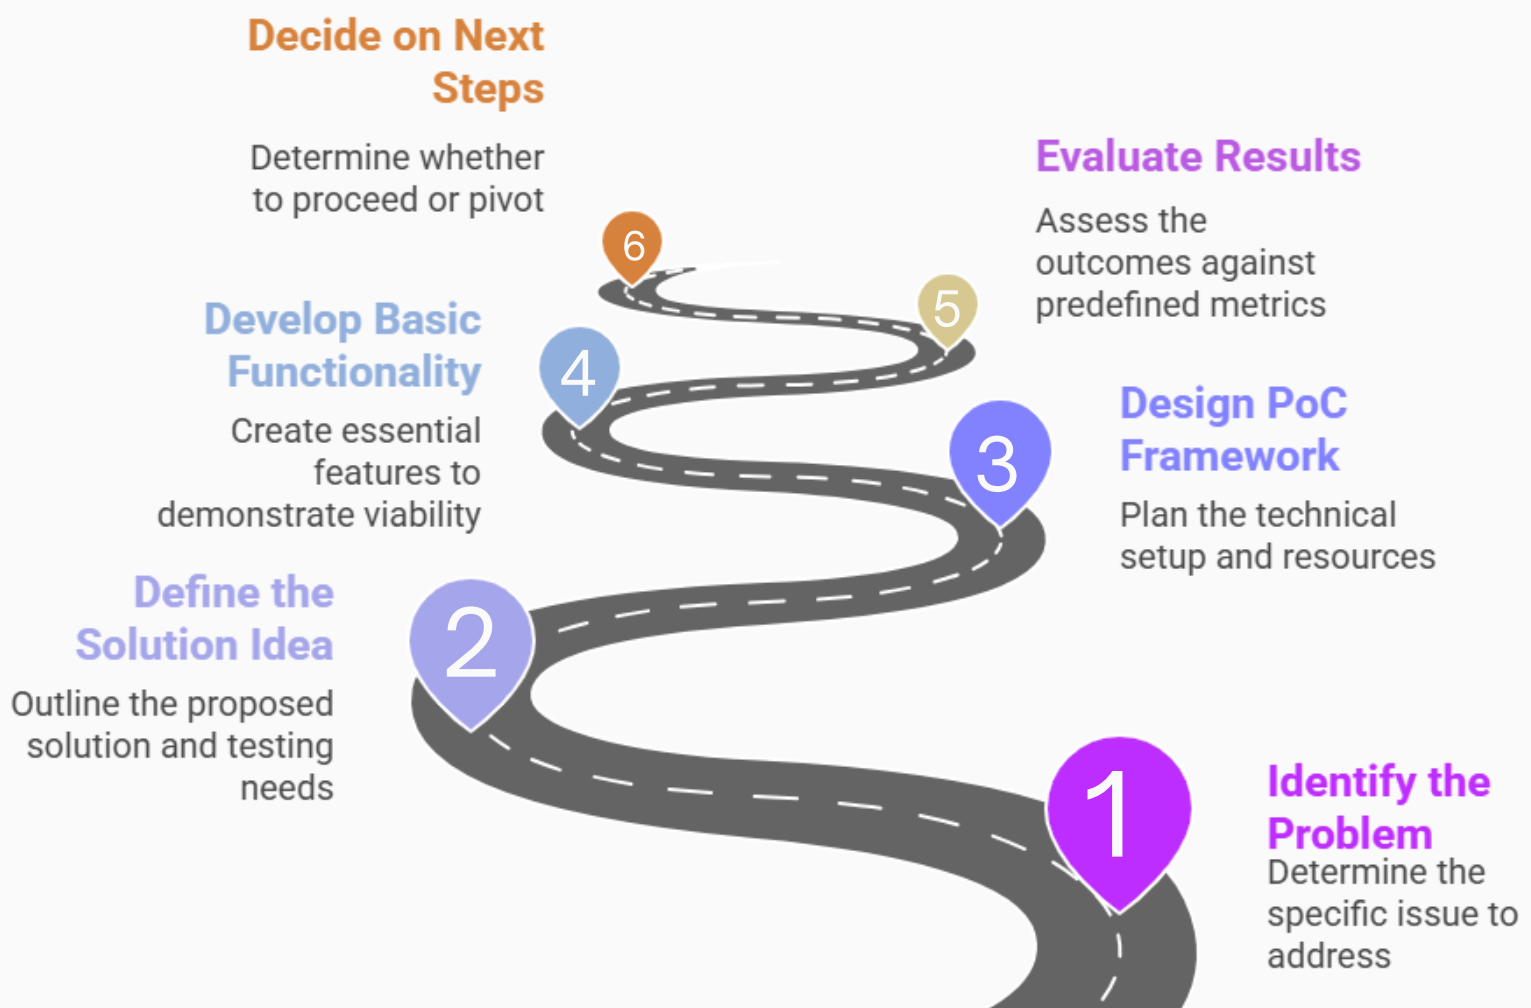 Decide on Next
Steps
Determine whether
to proceed or pivot
6
Evaluate Results
Assess the
outcomes against
predefined metrics
5
Develop Basic
Functionality
Create essential
features to
demonstrate viability
4
Design PoC
Framework
Plan the technical
setup and resources
3
Define the
Solution Idea
Outline the proposed
solution and testing
needs
2
Identify the
Problem
Determine the
specific issue to
address
1